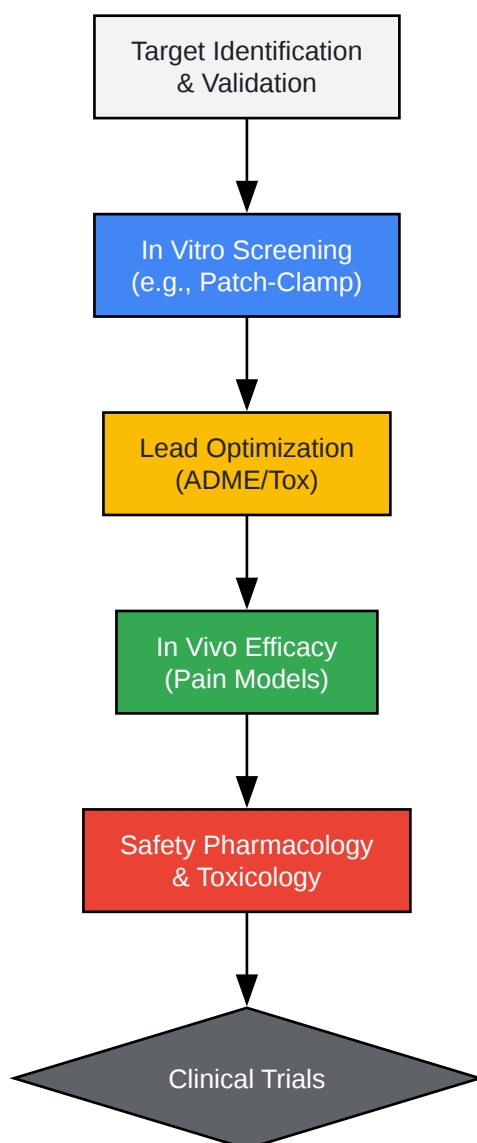 Target Identification
& Validation
In Vitro Screening
(e.g., Patch-Clamp)
Lead Optimization
(ADME/Tox)
In Vivo Efficacy
(Pain Models)
Safety Pharmacology
& Toxicology
Clinical Trials